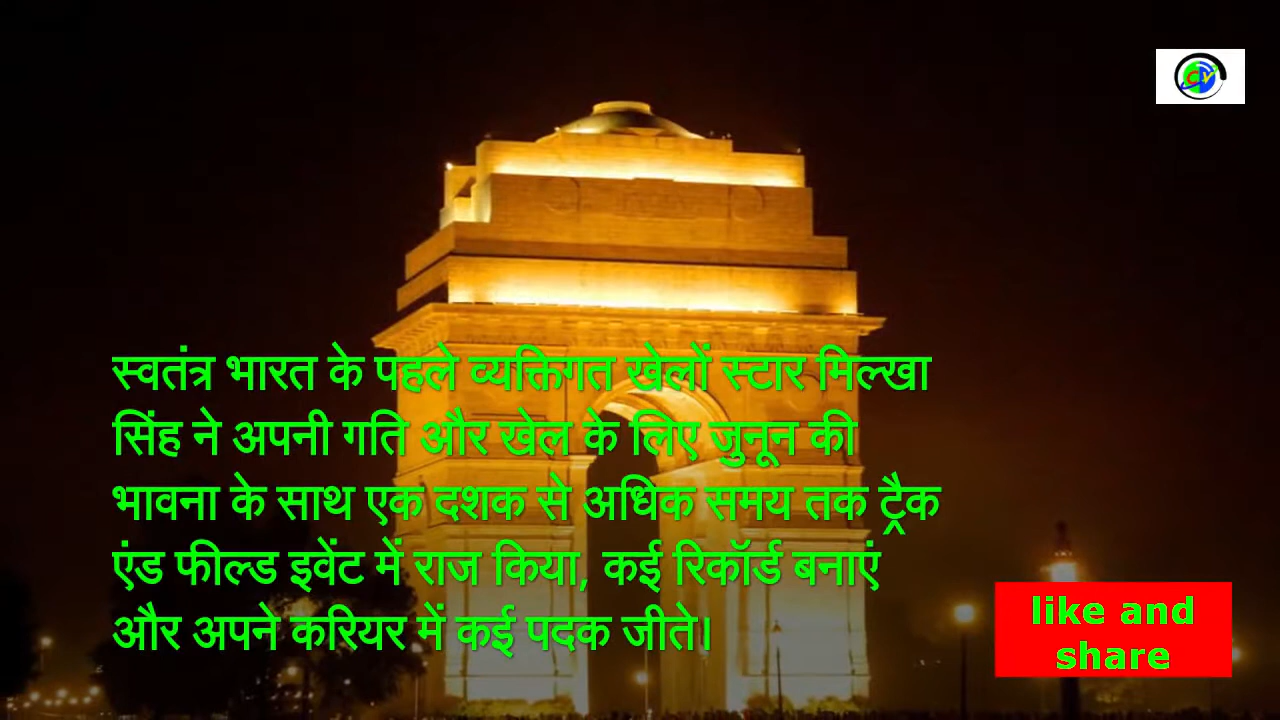 स्वतंत्र भारत के पहले व्यक्तिगत खेलों स्टार मिल्खा
सिंह ने अपनी गति और खेल के लिए जुनून की
भावना के साथ एक दशक से अधिक समय तक ट्रैक
एंड फील्ड इवेंट में राज किया, कई रिकॉर्ड बनाएं
और अपने करियर में कई पदक जीते।
like and
share